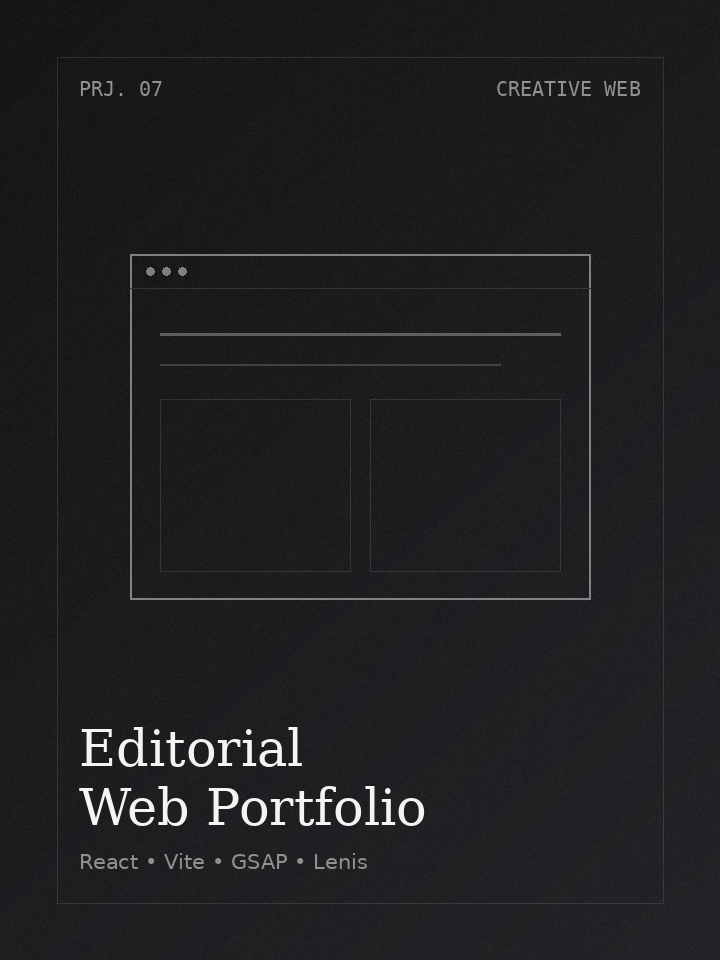 PRJ. 07
CREATIVE WEB
Editorial
Web Portfolio
React • Vite • GSAP • Lenis